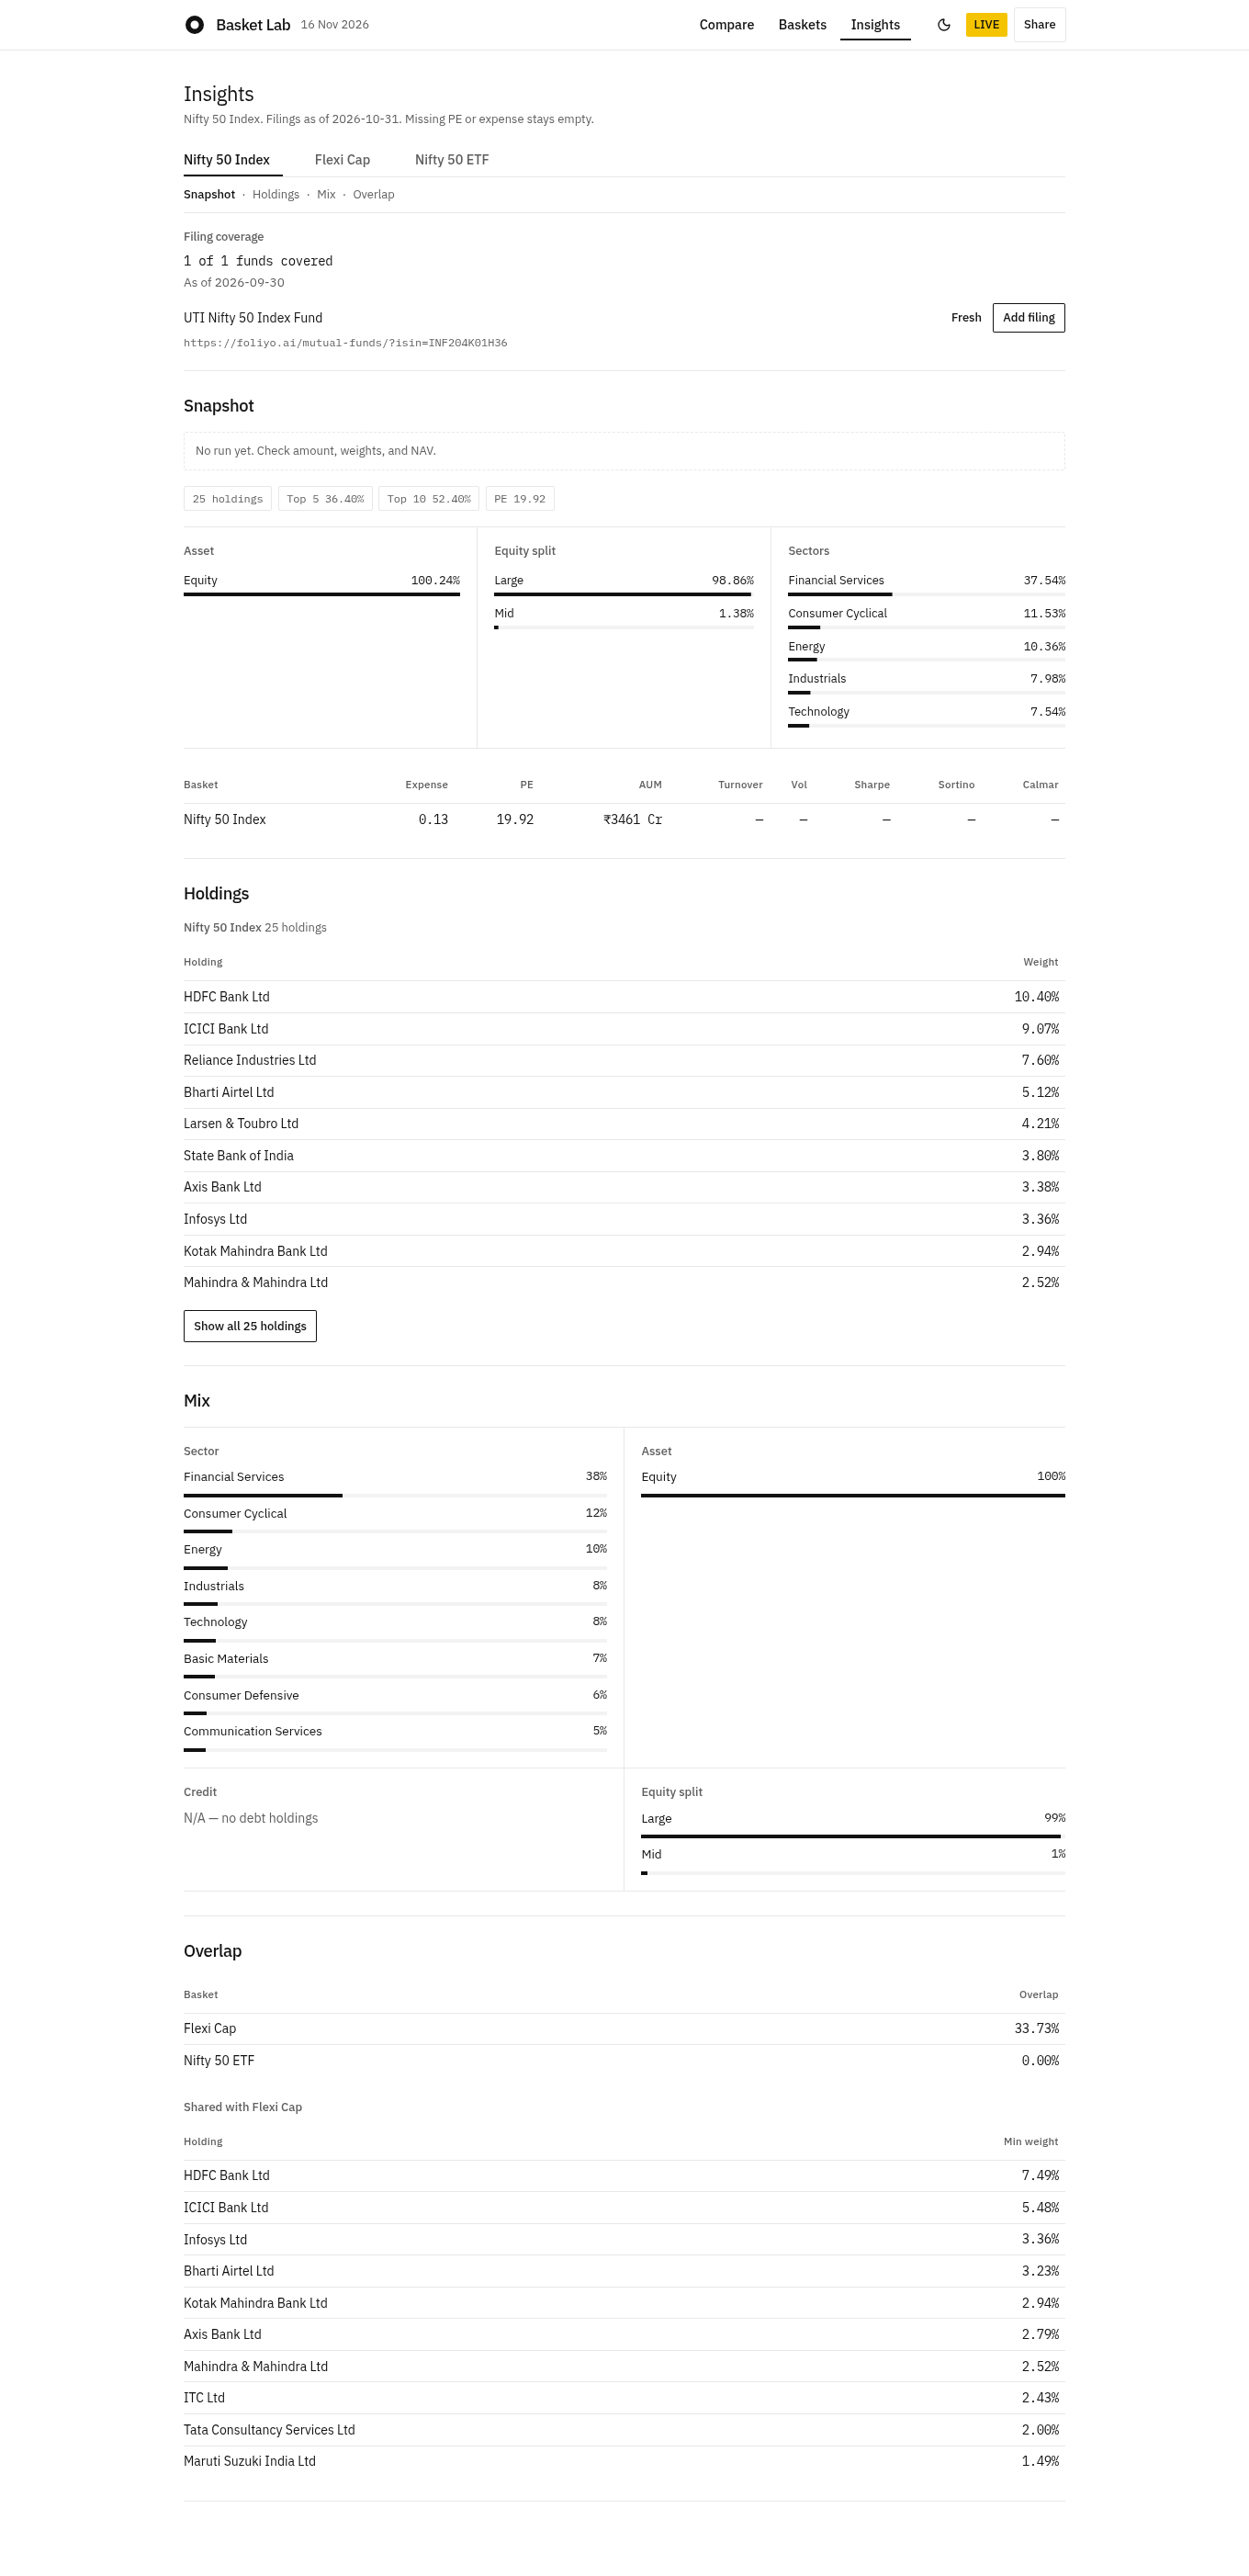 Basket Lab 16 Nov 2026 Compare Baskets Insights LIVE Share
Insights
Nifty 50 Index. Filings as of 2026-10-31. Missing PE or expense stays empty.
Nifty 50 Index Flexi Cap Nifty 50 ETF
Snapshot · Holdings · Mix · Overlap
Filing coverage
1 of 1 funds covered
As of 2026-09-30
UTI Nifty 50 Index Fund Fresh Add filing
https://foliyo.ai/mutual-funds/?isin=INF204K01H36
Snapshot
No run yet. Check amount, weights, and NAV.
25 holdings Top 5 36.40% Top 10 52.40% PE 19.92
Asset
Equity 100.24%
Equity split
Large 98.86%
Mid 1.38%
Sectors
Financial Services 37.54%
Consumer Cyclical 11.53%
Energy 10.36%
Industrials 7.98%
Technology 7.54%
Basket Expense PE AUM Turnover Vol Sharpe Sortino Calmar
Nifty 50 Index 0.13 19.92 ₹3461 Cr — — — — —
Holdings
Nifty 50 Index 25 holdings
Holding Weight
HDFC Bank Ltd 10.40%
ICICI Bank Ltd 9.07%
Reliance Industries Ltd 7.60%
Bharti Airtel Ltd 5.12%
Larsen & Toubro Ltd 4.21%
State Bank of India 3.80%
Axis Bank Ltd 3.38%
Infosys Ltd 3.36%
Kotak Mahindra Bank Ltd 2.94%
Mahindra & Mahindra Ltd 2.52%
Show all 25 holdings
Mix
Sector
Financial Services 38%
Consumer Cyclical 12%
Energy 10%
Industrials 8%
Technology 8%
Basic Materials 7%
Consumer Defensive 6%
Communication Services 5%
Asset
Equity 100%
Credit
N/A — no debt holdings
Equity split
Large 99%
Mid 1%
Overlap
Basket Overlap
Flexi Cap 33.73%
Nifty 50 ETF 0.00%
Shared with Flexi Cap
Holding Min weight
HDFC Bank Ltd 7.49%
ICICI Bank Ltd 5.48%
Infosys Ltd 3.36%
Bharti Airtel Ltd 3.23%
Kotak Mahindra Bank Ltd 2.94%
Axis Bank Ltd 2.79%
Mahindra & Mahindra Ltd 2.52%
ITC Ltd 2.43%
Tata Consultancy Services Ltd 2.00%
Maruti Suzuki India Ltd 1.49%